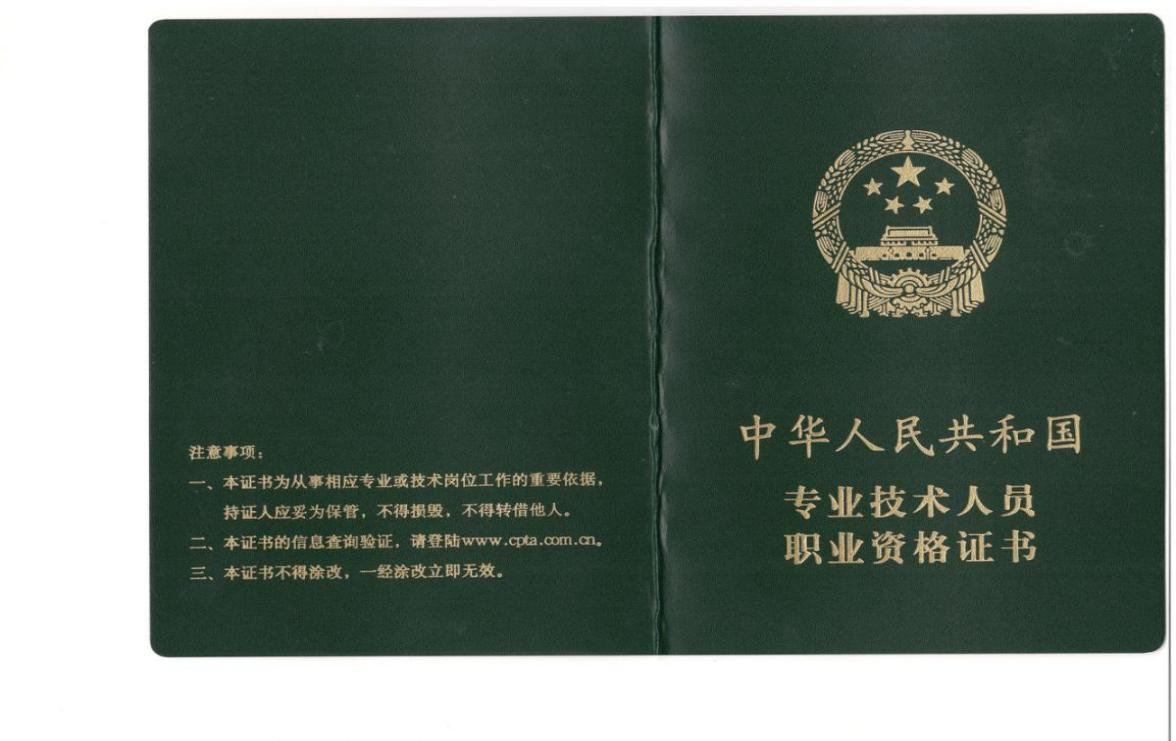 注意事项：
一、本证书为从事相应专业或技术岗位工作的重要依据，
持证人应妥为保管，不得损毁，不得转借他人。
二、本证书的信息查询验证，请登陆www.cpta.com.cn。
三、本证书不得涂改，一经涂改立即无效。
中华人民共和国
专业技术人员
职业资格证书